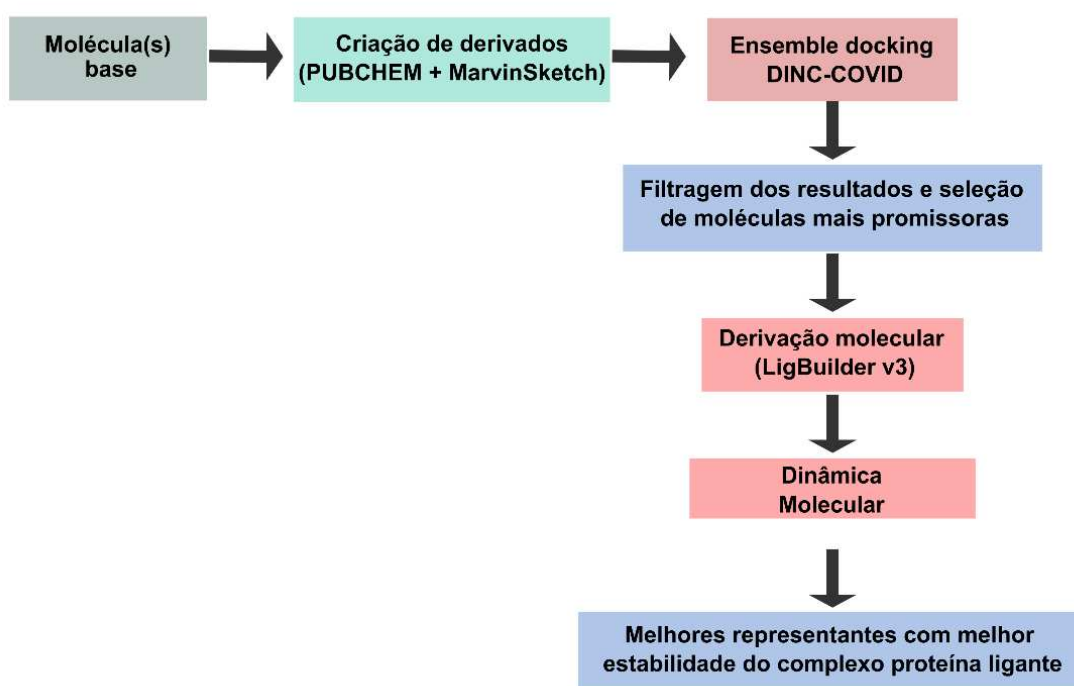 Molécula(s)
base
Criação de derivados
(PUBCHEM + MarvinSketch)
Ensemble docking
DINC-COVID
Filtragem dos resultados e seleção
de moléculas mais promissoras
Derivação molecular
(LigBuilder v3)
Dinâmica
Molecular
Melhores representantes com melhor
estabilidade do complexo proteína ligante